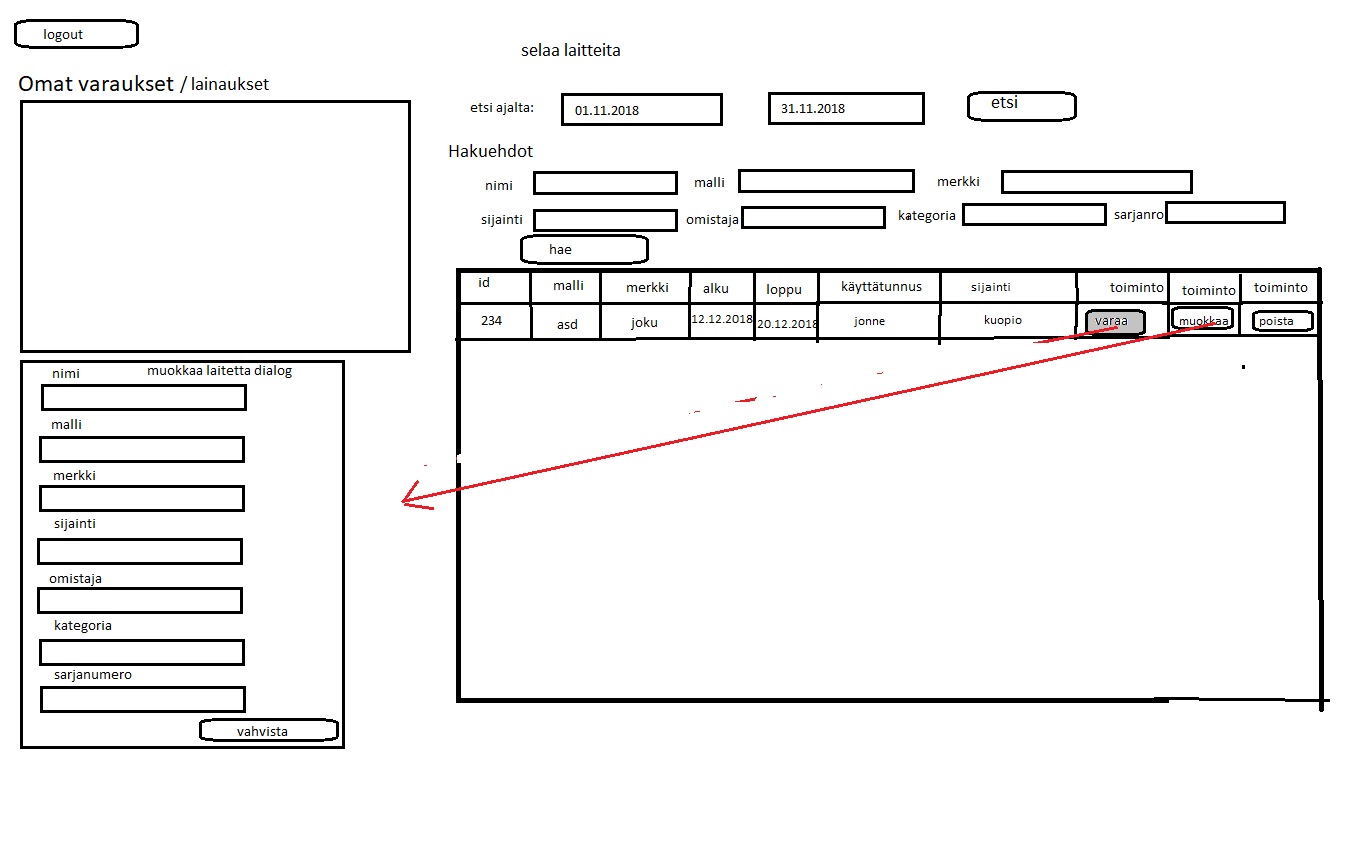 logout
selaa laitteita
Omat varaukset / lainaukset
etsi ajalta: 01.11.2018 31.11.2018 etsi
Hakuehdot
nimi malli merkki
sijainti omistaja kategoria sarjanro
hae
id malli merkki alku loppu käyttätunnus sijainti toiminto toiminto toiminto
234 asd joku 12.12.2018 20.12.2018 jonne kuopio varaa muokkaa poista
nimi muokkaa laitetta dialog
malli
merkki
sijainti
omistaja
kategoria
sarjanumero
vahvista